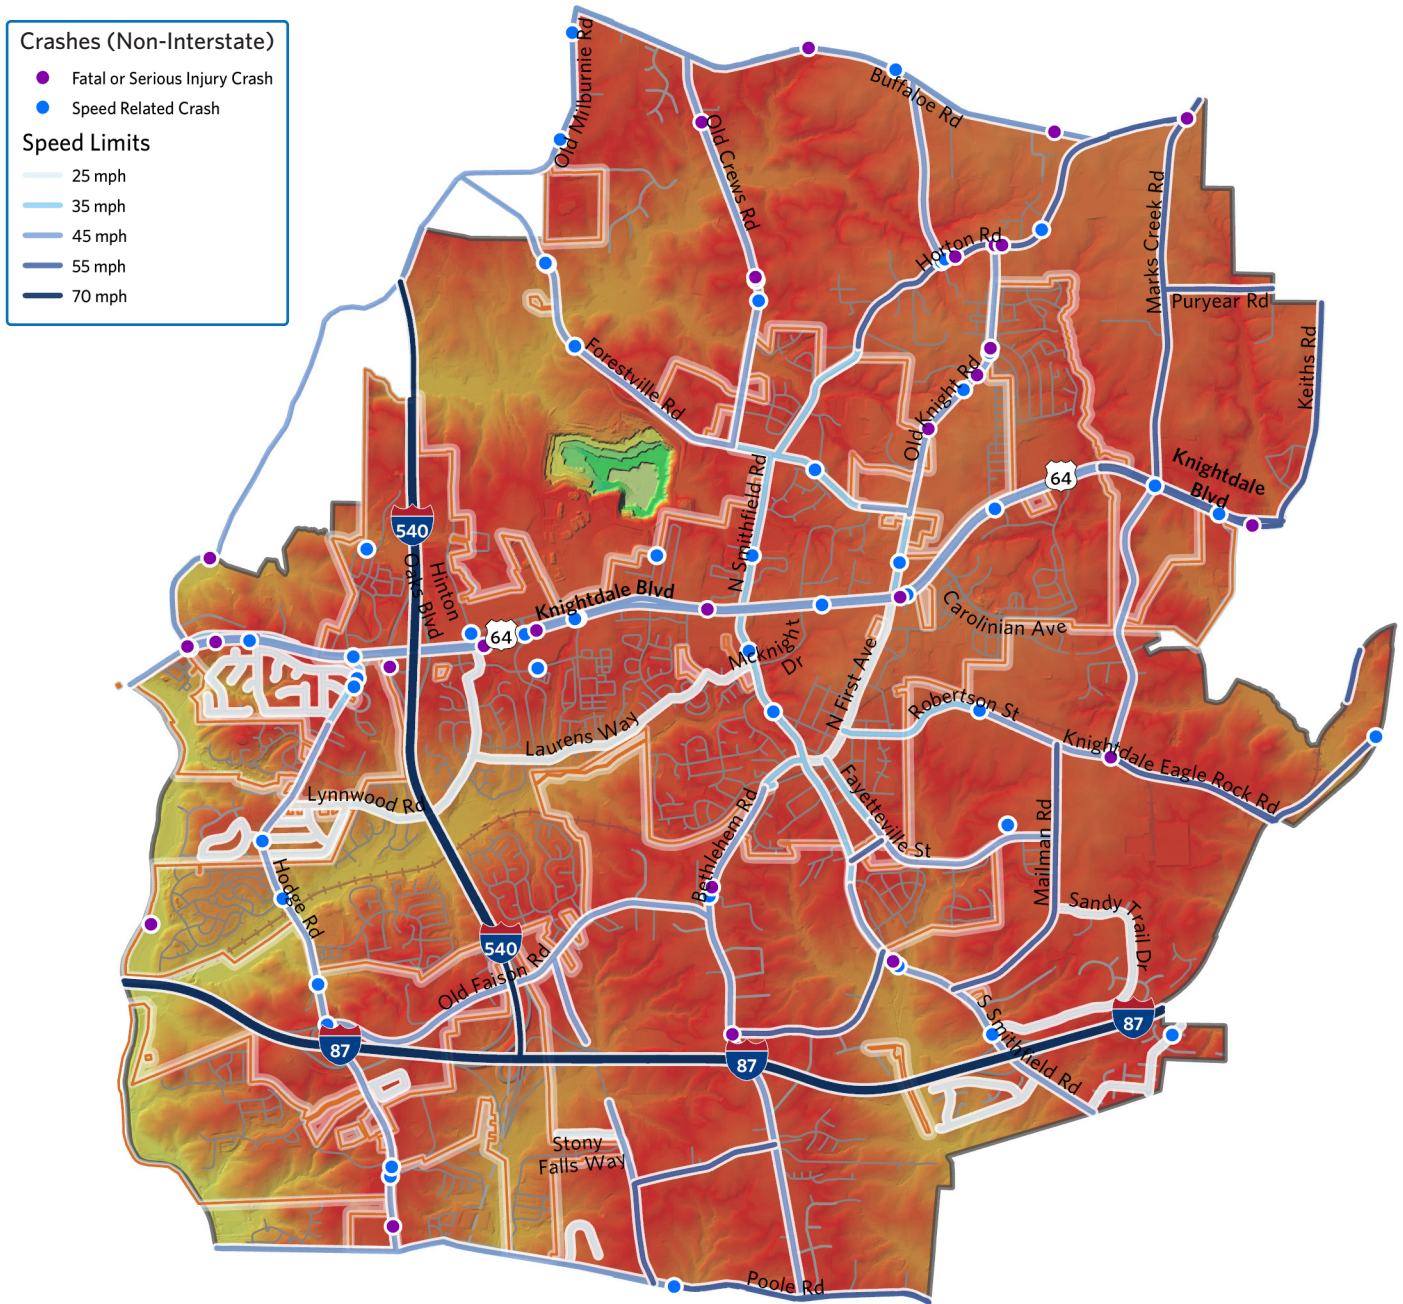 Crashes (Non-Interstate)
Fatal or Serious Injury Crash
Speed Related Crash
Speed Limits
25 mph
35 mph
45 mph
55 mph
70 mph
Old Milburnie Rd
Buffaloe Rd
Old Crews Rd
Horton Rd
Marks Creek Rd
Puryear Rd
Keiths Rd
Forestville Rd
Old Knight Rd
N Smithfield Rd
64
Knightdale
Blvd
540
Hinton
Oaks Blvd
Knightdale Blvd
64
Carolinian Ave
Mcknight
Dr
N First Ave
Robertson St
Laurens Way
Knightdale Eagle Rock Rd
Lynnwood Rd
Fayetteville St
Bethlehem Rd
Mailman Rd
Hodge Rd
Sandy Trail Dr
540
Old Faison Rd
S Smithfield Rd
87
87
87
Stony
Falls Way
Poole Rd